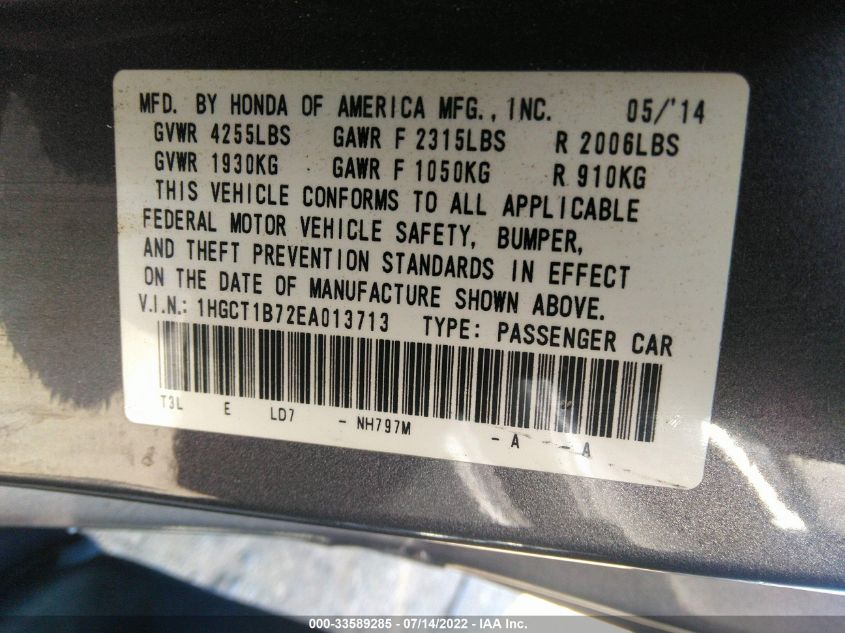 MFD. BY HONDA OF AMERICA MFG., INC. 05/'14
GVWR 4255LBS GAWR F 2315LBS R 2006LBS
GVWR 1930KG GAWR F 1050KG R 910KG
THIS VEHICLE CONFORMS TO ALL APPLICABLE
FEDERAL MOTOR VEHICLE SAFETY, BUMPER,
AND THEFT PREVENTION STANDARDS IN EFFECT
ON THE DATE OF MANUFACTURE SHOWN ABOVE.
V.I.N.: 1HGCT1B72EA013713 TYPE: PASSENGER CAR
T3L E LD7 - NH797M - A - A
000-33589285 - 07/14/2022 - IAA Inc.